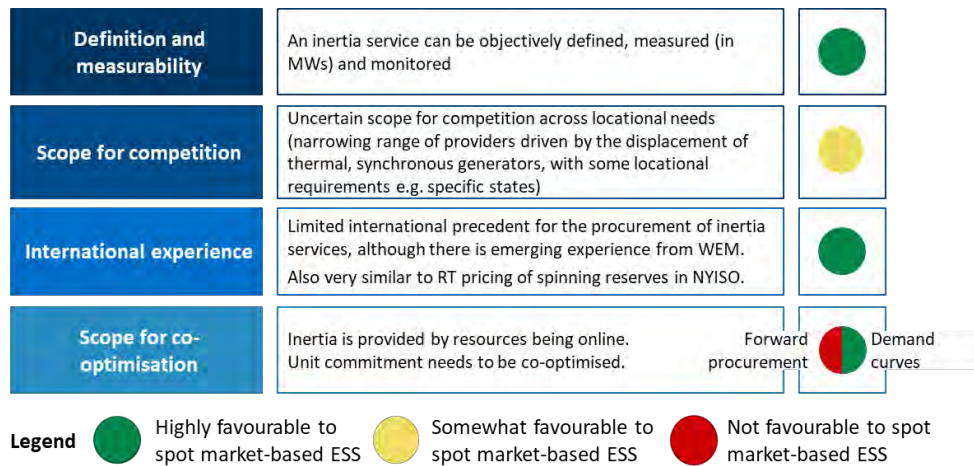 Definition and
measurability
An inertia service can be objectively defined, measured (in
MWs) and monitored
Scope for competition
Uncertain scope for competition across locational needs
(narrowing range of providers driven by the displacement of
thermal, synchronous generators, with some locational
requirements e.g. specific states)
International experience
Limited international precedent for the procurement of inertia
services, although there is emerging experience from WEM.
Also very similar to RT pricing of spinning reserves in NYISO.
Scope for co-
optimisation
Inertia is provided by resources being online.
Unit commitment needs to be co-optimised.
Forward
procurement
Demand
curves
Legend
Highly favourable to
spot market-based ESS
Somewhat favourable to
spot market-based ESS
Not favourable to spot
market-based ESS